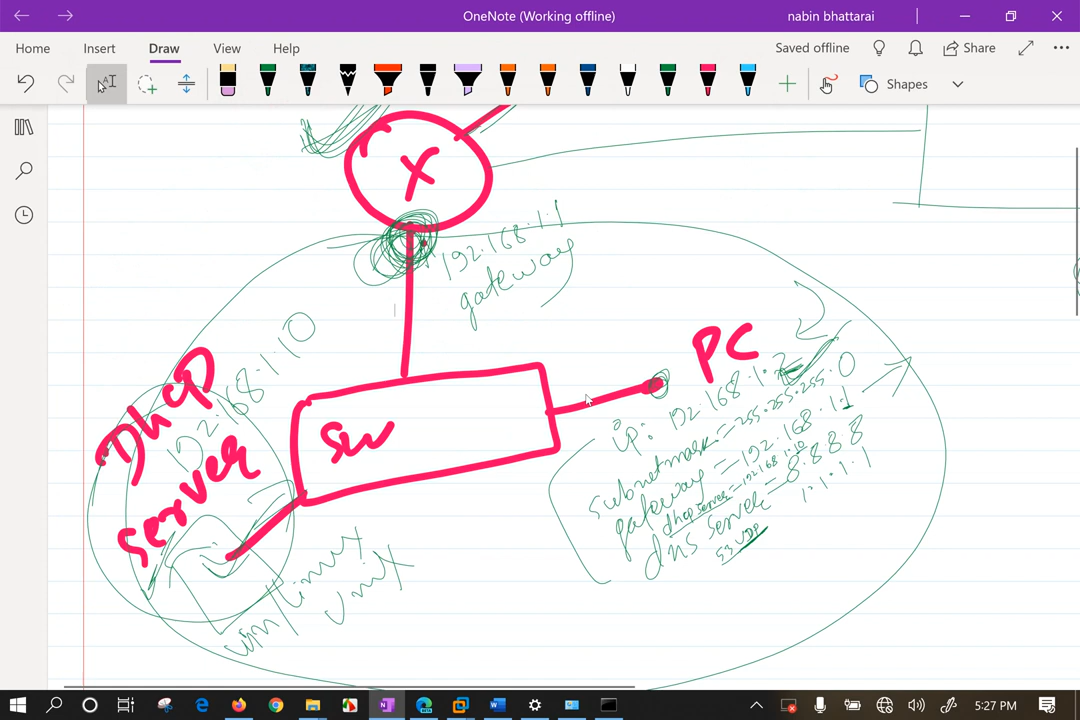 OneNote (Working offline)
nabin bhattarai
Home Insert Draw View Help
Saved offline
Share
Shapes
X
192.168.1.1
gateway
Dhcp
server
192.168.1.10
SW
PC
ip: 192.168.1.2
subnetmask = 255.255.255.0
gateway = 192.168.1.1
dhcp server = 192.168.1.10
dns server = 8.8.8.8
1.1.1.1
53 UDP
win linux
unix
5:27 PM